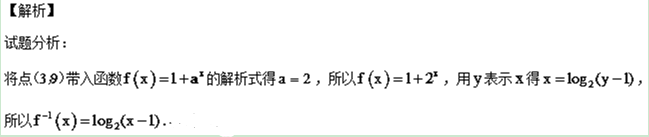 【解析】
试题分析：
将点(3,9)带入函数f(x)=1+aˣ的解析式得a=2，所以f(x)=1+2ˣ，用y表示x得x=log₂(y−1)，
所以f⁻¹(x)=log₂(x−1)．